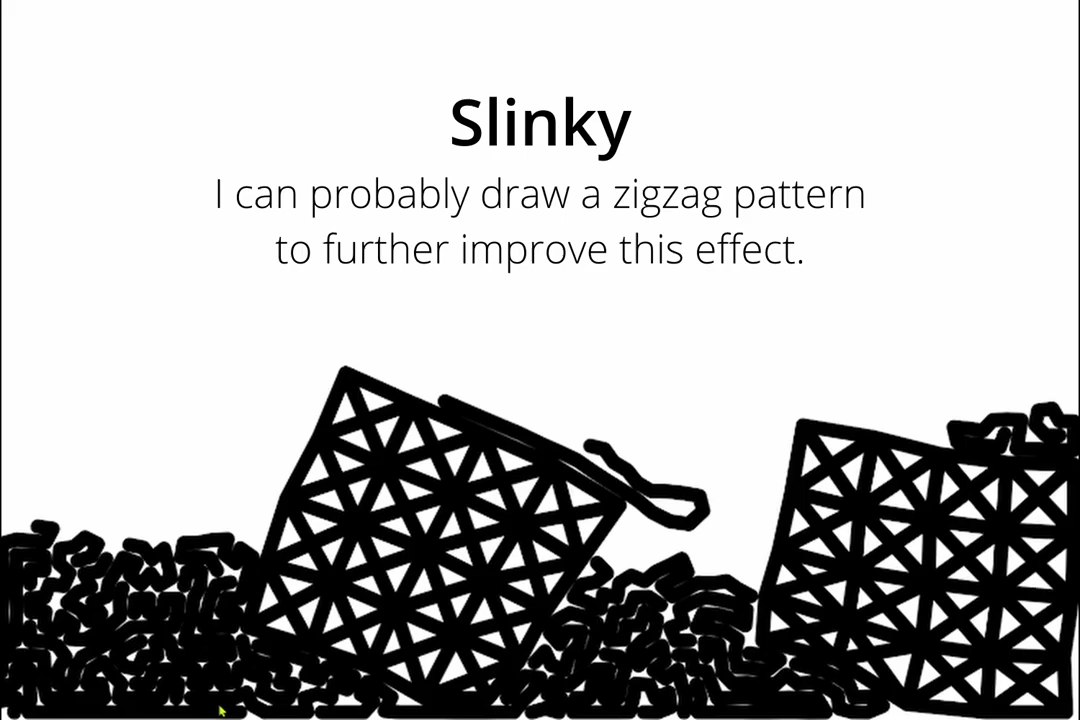 Slinky
I can probably draw a zigzag pattern
to further improve this effect.